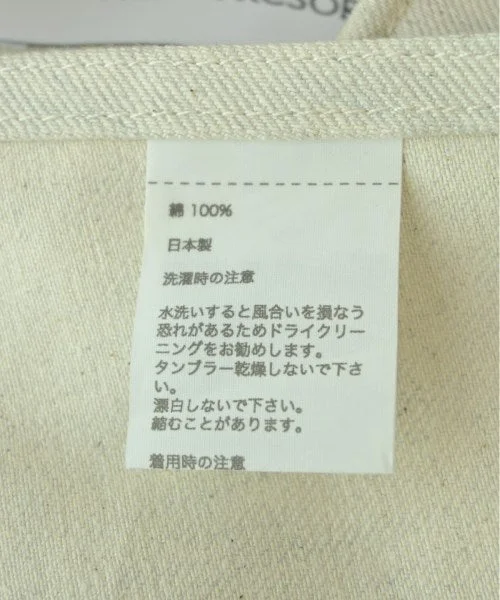 綿 100%
日本製
洗濯時の注意
水洗いすると風合いを損なう
恐れがあるためドライクリー
ニングをお勧めします。
タンブラー乾燥しないで下さ
い。
漂白しないで下さい。
縮むことがあります。
着用時の注意